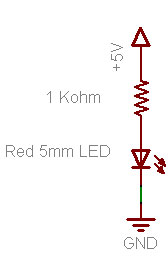 +5V
1 Kohm
Red 5mm LED
GND